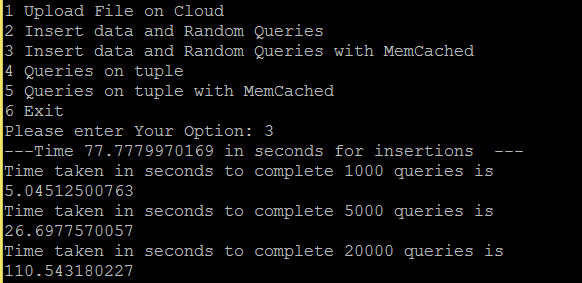 1 Upload File on Cloud
2 Insert data and Random Queries
3 Insert data and Random Queries with MemCached
4 Queries on tuple
5 Queries on tuple with MemCached
6 Exit
Please enter Your Option: 3
---Time 77.7779970169 in seconds for insertions  ---
Time taken in seconds to complete 1000 queries is
5.04512500763
Time taken in seconds to complete 5000 queries is
26.6977570057
Time taken in seconds to complete 20000 queries is
110.543180227